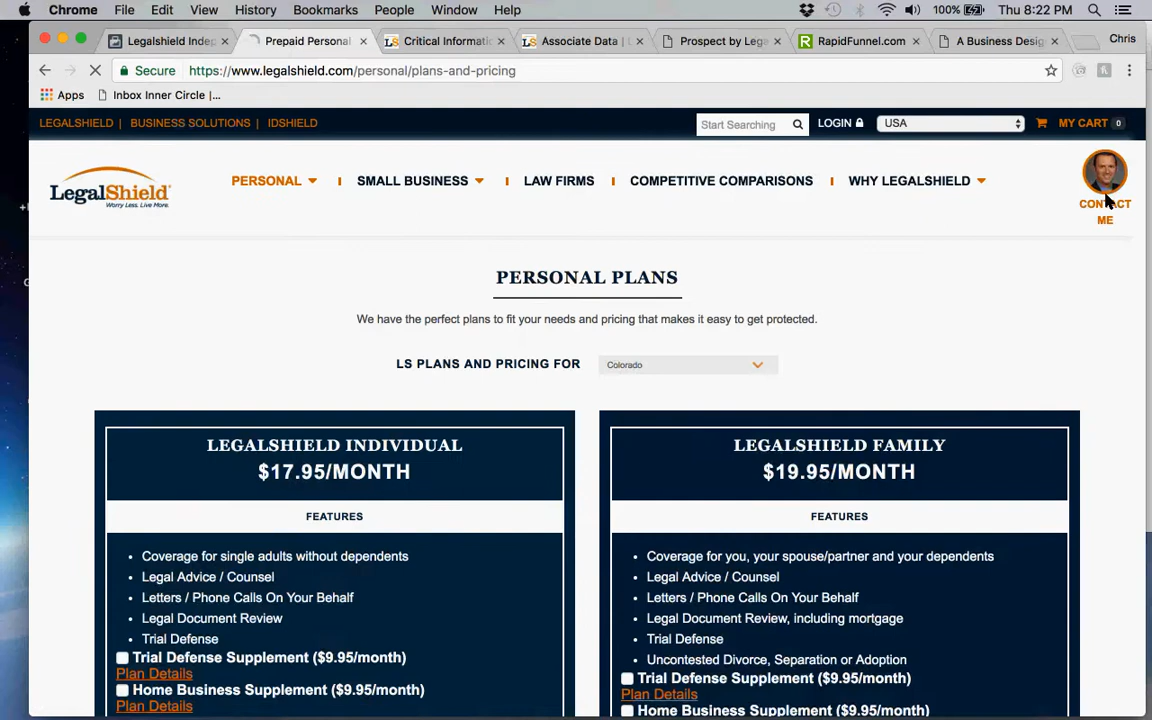 Chrome File Edit View History Bookmarks People Window Help 100% Thu 8:22 PM
Legalshield Indep Prepaid Personal Critical Informatic Associate Data | L Prospect by Lega RapidFunnel.com A Business Desig Chris
Secure https://www.legalshield.com/personal/plans-and-pricing
Apps Inbox Inner Circle |...
LEGALSHIELD | BUSINESS SOLUTIONS | IDSHIELD Start Searching LOGIN USA MY CART 0
LegalShield PERSONAL SMALL BUSINESS LAW FIRMS COMPETITIVE COMPARISONS WHY LEGALSHIELD
Worry Less. Live More.
CONTACT
ME
PERSONAL PLANS
We have the perfect plans to fit your needs and pricing that makes it easy to get protected.
LS PLANS AND PRICING FOR Colorado
LEGALSHIELD INDIVIDUAL
$17.95/MONTH
FEATURES
• Coverage for single adults without dependents
• Legal Advice / Counsel
• Letters / Phone Calls On Your Behalf
• Legal Document Review
• Trial Defense
Trial Defense Supplement ($9.95/month)
Plan Details
Home Business Supplement ($9.95/month)
Plan Details
LEGALSHIELD FAMILY
$19.95/MONTH
FEATURES
• Coverage for you, your spouse/partner and your dependents
• Legal Advice / Counsel
• Letters / Phone Calls On Your Behalf
• Legal Document Review, including mortgage
• Trial Defense
• Uncontested Divorce, Separation or Adoption
Trial Defense Supplement ($9.95/month)
Plan Details
Home Business Supplement ($9.95/month)